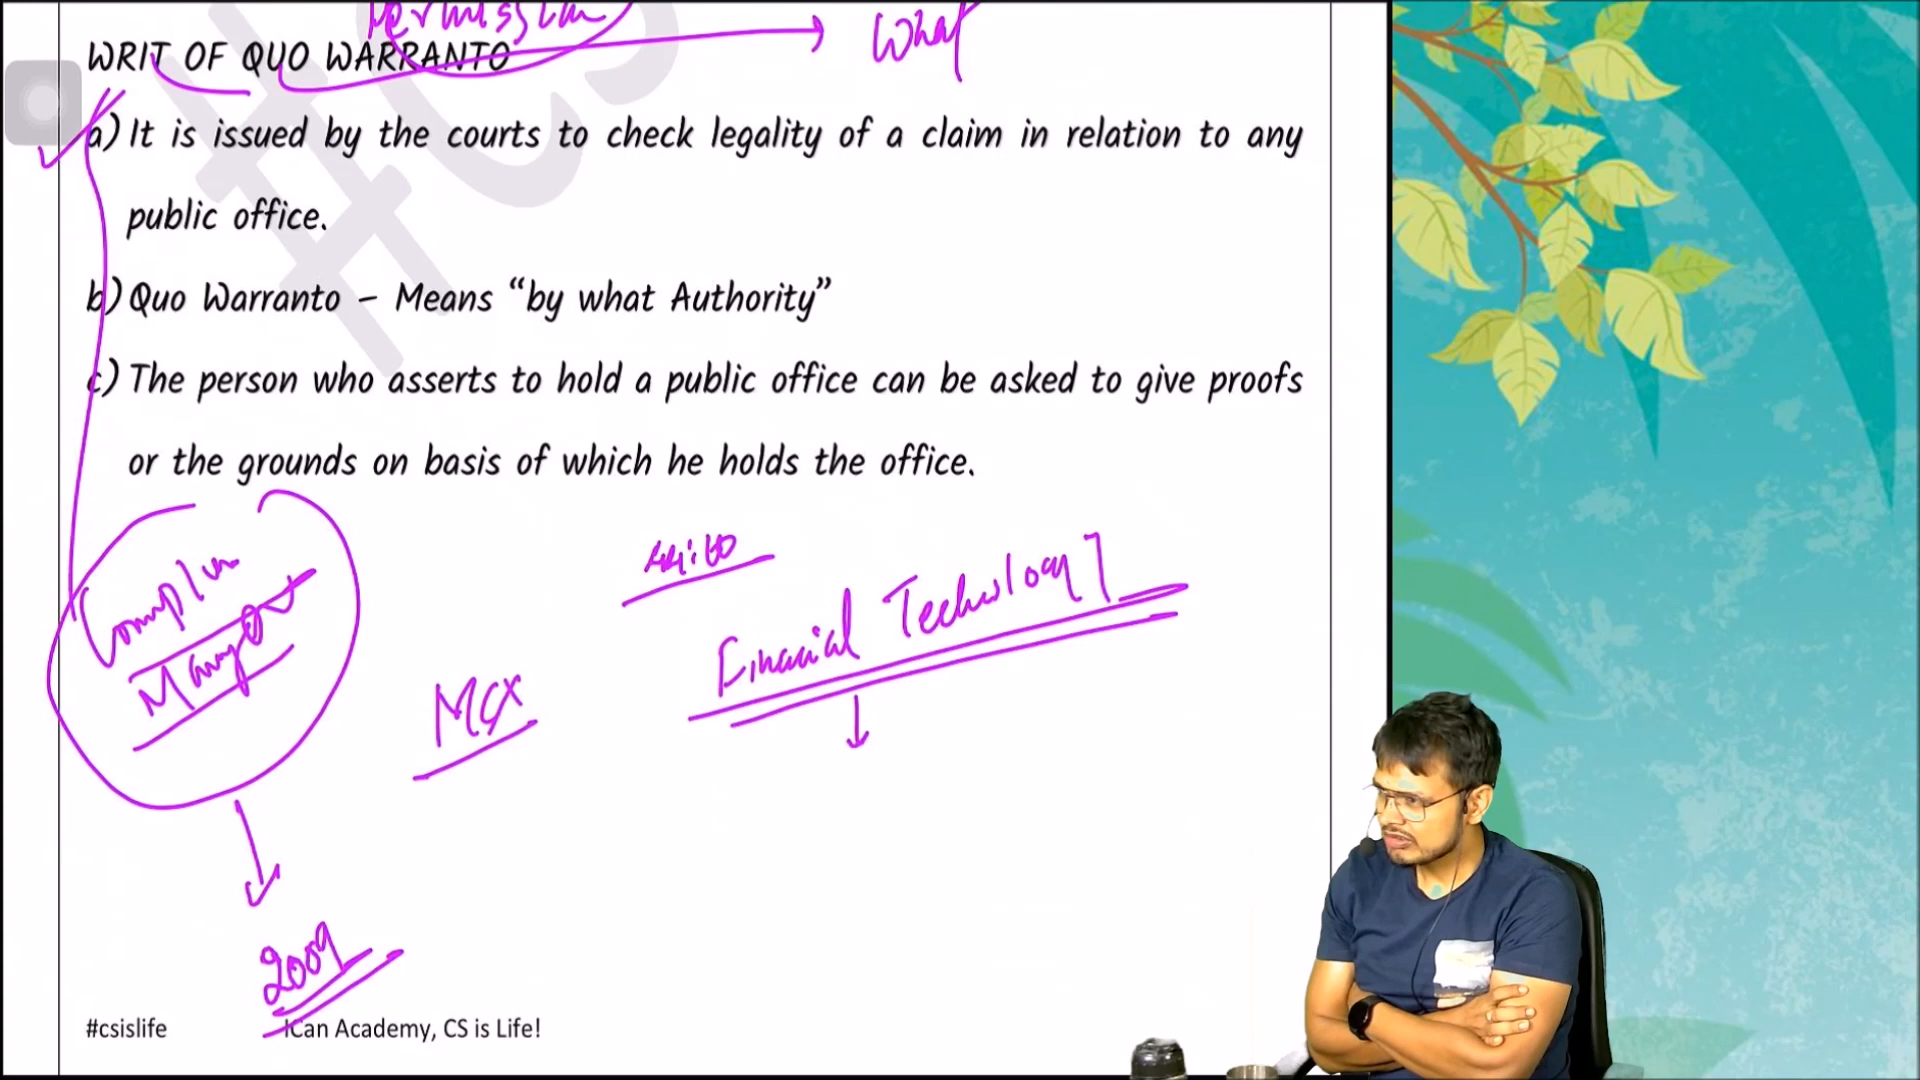 Permission
What
WRIT OF QUO WARRANTO
a) It is issued by the courts to check legality of a claim in relation to any
public office.
b) Quo Warranto – Means “by what Authority”
c) The person who asserts to hold a public office can be asked to give proofs
or the grounds on basis of which he holds the office.
Financial Technology
MCX
2009
#csislife
ICan Academy, CS is Life!